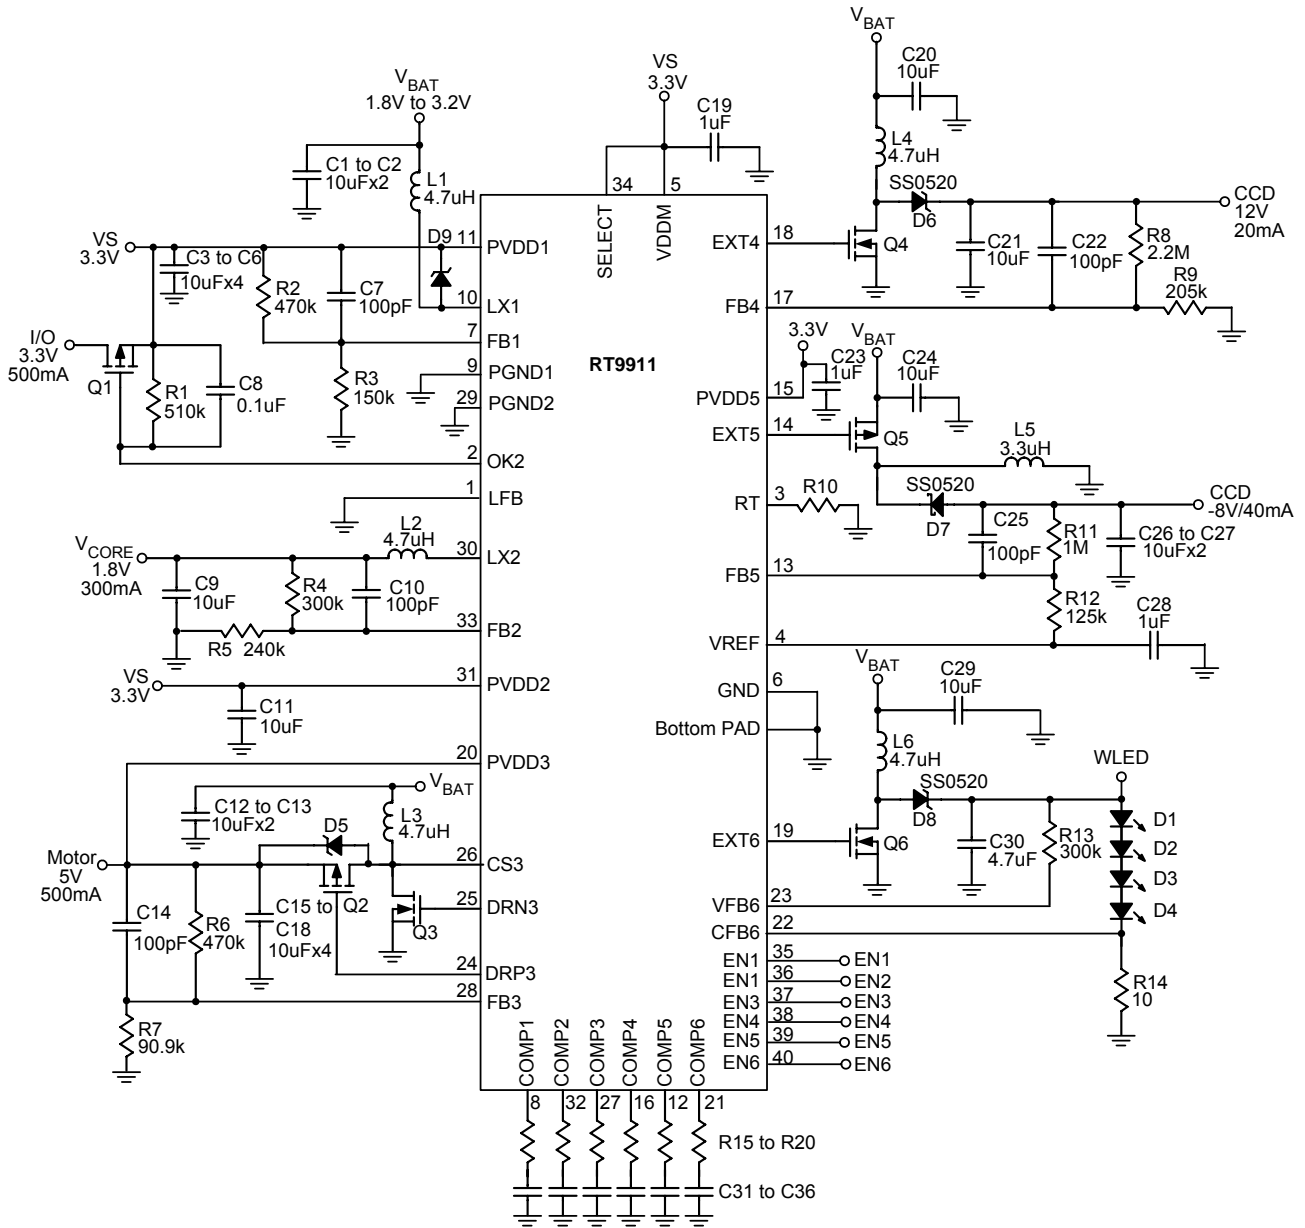 V_BAT
1.8V to 3.2V
C1 to C2
10uFx2
L1
4.7uH
VS
3.3V
C19
1uF
V_BAT
C20
10uF
L4
4.7uH
SS0520
D6
CCD
12V
20mA
34
5
SELECT
VDDM
VS
3.3V
C3 to C6
10uFx4
D9
11
PVDD1
R2
470k
C7
100pF
10
LX1
7
FB1
I/O
3.3V
500mA
Q1
R1
510k
C8
0.1uF
R3
150k
9
PGND1
29
PGND2
2
OK2
1
LFB
RT9911
EXT4
18
Q4
C21
10uF
C22
100pF
R8
2.2M
R9
205k
FB4
17
3.3V
C23
1uF
V_BAT
C24
10uF
PVDD5
15
EXT5
14
Q5
L5
3.3uH
RT
3
R10
SS0520
D7
CCD
-8V/40mA
C25
100pF
R11
1M
C26 to C27
10uFx2
FB5
13
R12
125k
C28
1uF
VREF
4
V_CORE
1.8V
300mA
L2
4.7uH
30
LX2
C9
10uF
R4
300k
C10
100pF
33
FB2
R5
240k
VS
3.3V
31
PVDD2
C11
10uF
GND
6
Bottom PAD
V_BAT
C29
10uF
L6
4.7uH
SS0520
D8
WLED
D1
D2
D3
D4
EXT6
19
Q6
C30
4.7uF
R13
300k
VFB6
23
CFB6
22
R14
10
20
PVDD3
V_BAT
C12 to C13
10uFx2
L3
4.7uH
D5
Motor
5V
500mA
26
CS3
C14
100pF
R6
470k
C15 to
C18
10uFx4
Q2
25
DRN3
Q3
24
DRP3
28
FB3
R7
90.9k
EN1
35
EN1
EN1
36
EN2
EN3
37
EN3
EN4
38
EN4
EN5
39
EN5
EN6
40
EN6
COMP1
COMP2
COMP3
COMP4
COMP5
COMP6
8
32
27
16
12
21
R15 to R20
C31 to C36